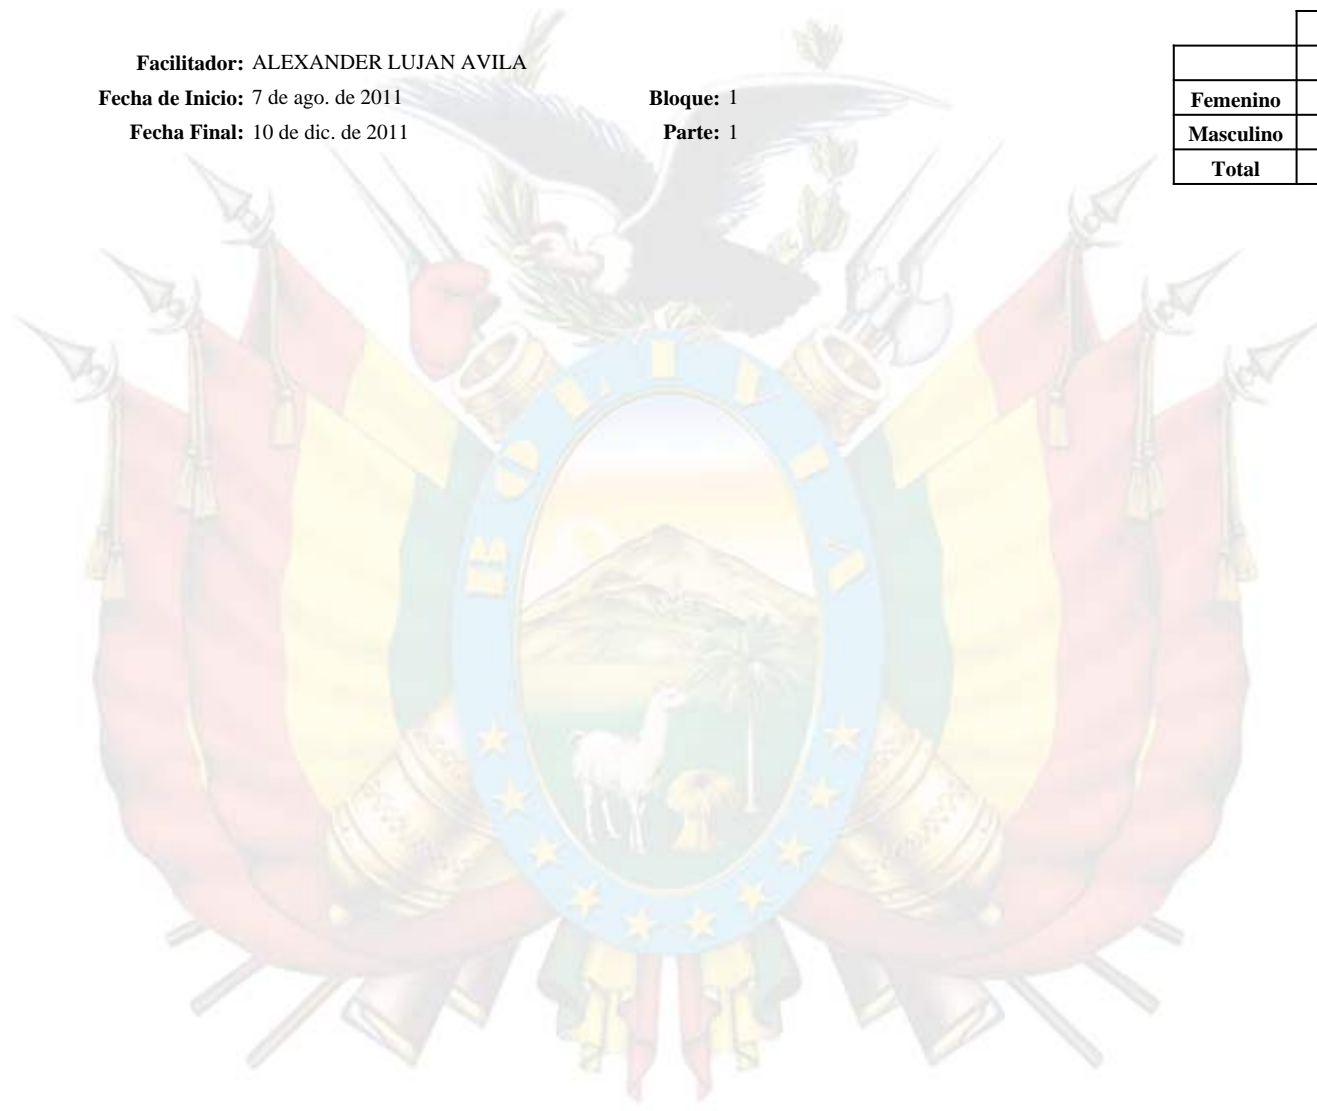 Facilitador: ALEXANDER LUJAN AVILA
Fecha de Inicio: 7 de ago. de 2011 Bloque: 1
Fecha Final: 10 de dic. de 2011 Parte: 1
Femenino
Masculino
Total
BOLIVIA